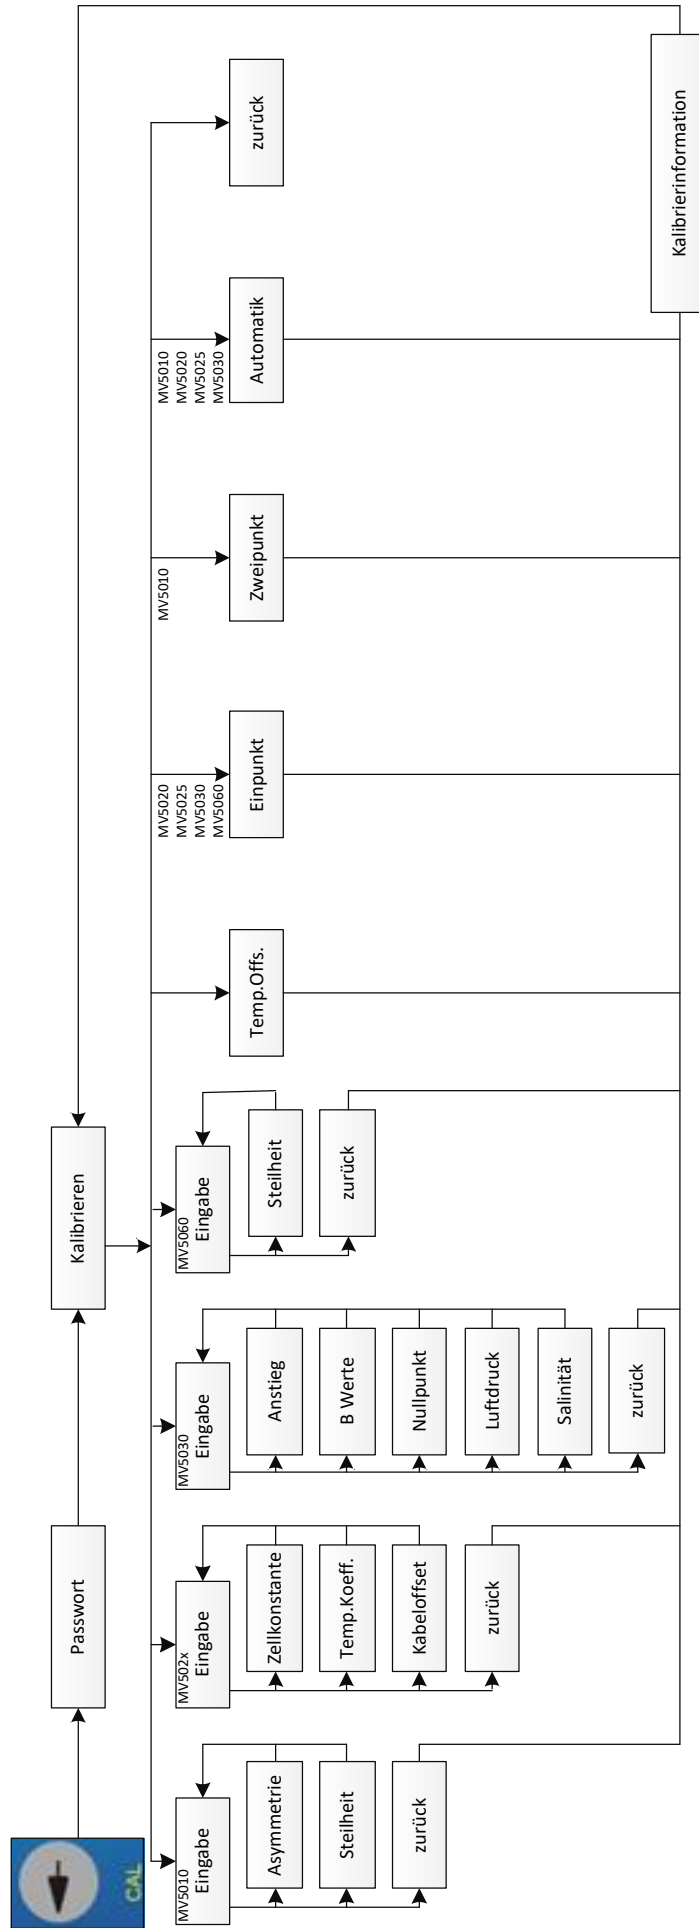 CAL
Passwort
Kalibrieren
MV5010
Eingabe
Asymmetrie
Steilheit
zurück
MV502x
Eingabe
Zellkonstante
Temp.Koeff.
Kabeloffset
zurück
MV5030
Eingabe
Anstieg
B Werte
Nullpunkt
Luftdruck
Salinität
zurück
MV5060
Eingabe
Steilheit
zurück
Temp.Offs.
MV5020
MV5025
MV5030
MV5060
Einpunkt
MV5010
Zweipunkt
MV5010
MV5020
MV5025
MV5030
Automatik
zurück
Kalibrierinformation